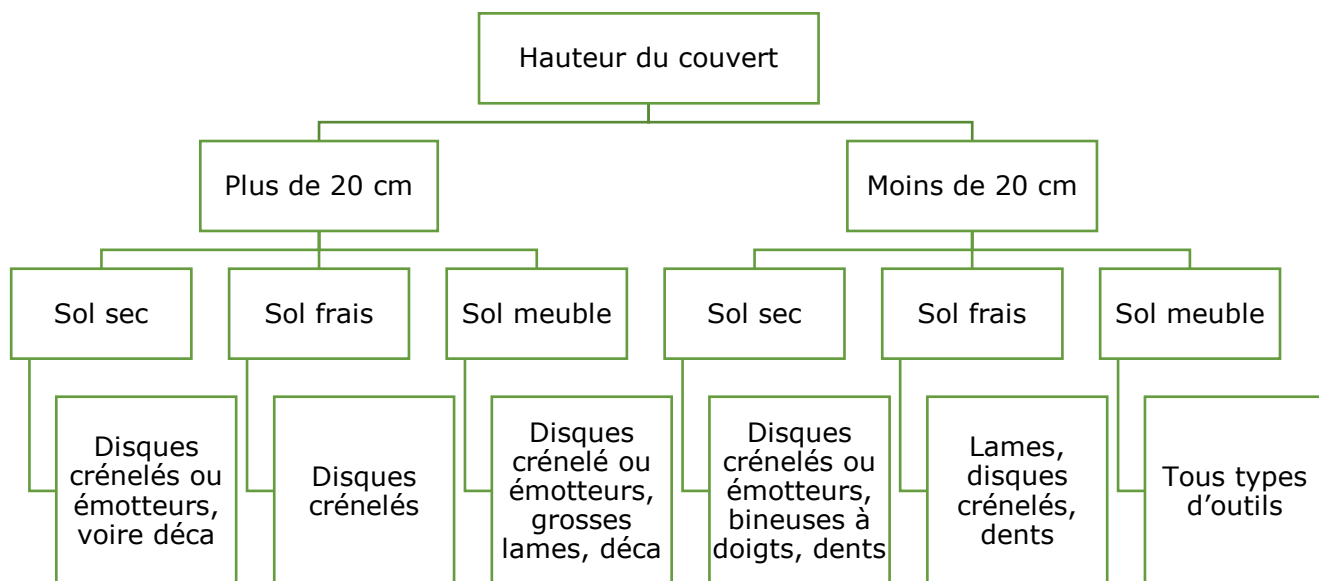 Hauteur du couvert
Plus de 20 cm
Moins de 20 cm
Sol sec
Sol frais
Sol meuble
Sol sec
Sol frais
Sol meuble
Disques
crénelés ou
émotteurs,
voire déca
Disques
crénelés
Disques
crénelé ou
émotteurs,
grosses
lames, déca
Disques
crénelés ou
émotteurs,
bineuses à
doigts, dents
Lames,
disques
crénelés,
dents
Tous types
d’outils